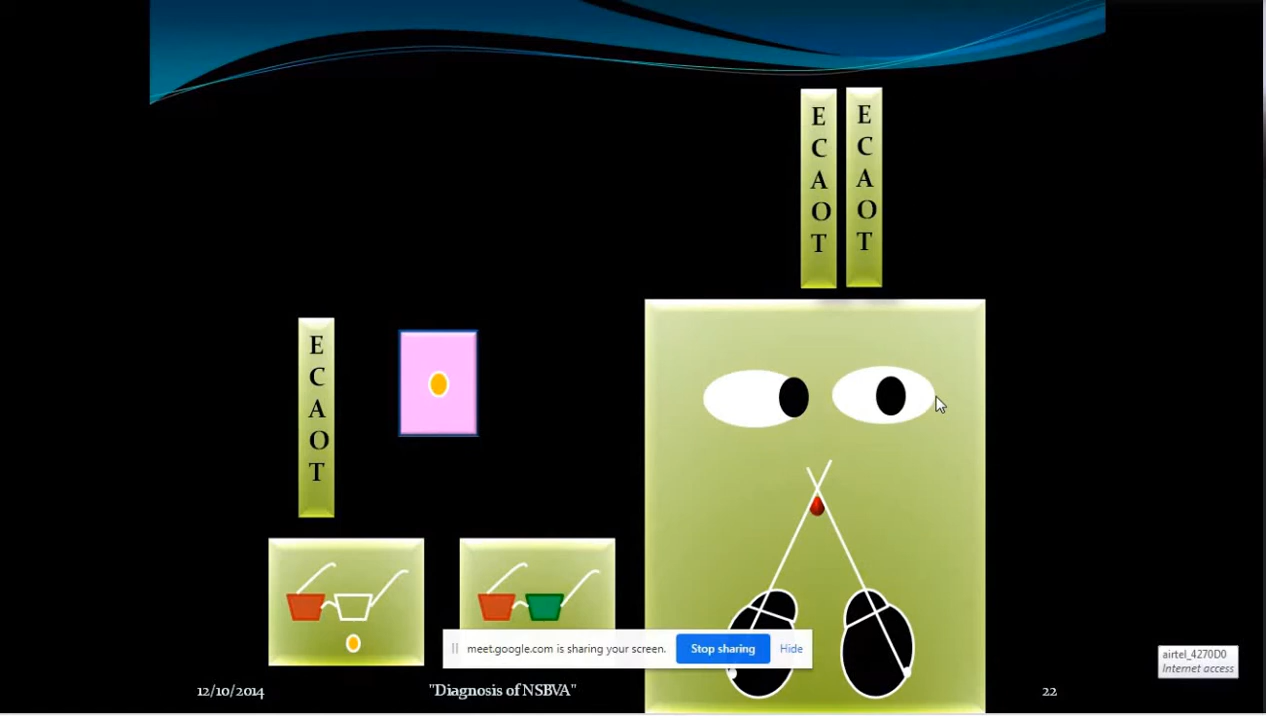 E
C
A
O
T
E
C
A
O
T
E
C
A
O
T
meet.google.com is sharing your screen.
Stop sharing
Hide
airtel_4270D0
Internet access
12/10/2014
"Diagnosis of NSBVA"
22